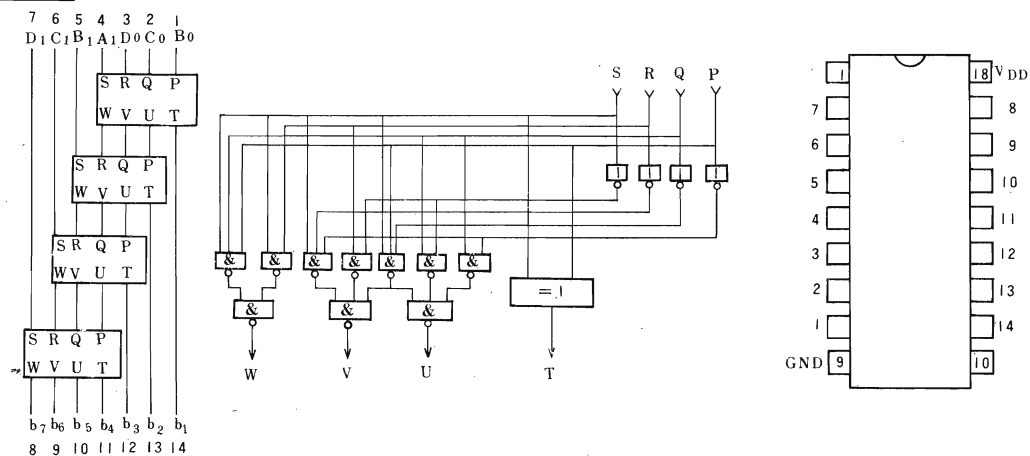 7 6 5 4 3 2 1
D1 C1 B1 A1 D0 C0 B0
S R Q P
W V U T
S R Q P
W V U T
S R Q P
W V U T
S R Q P
W V U T
b7 b6 b5 b4 b3 b2 b1
8 9 10 11 12 13 14
S R Q P
1 1 1 1
& & & & & & &
& & & = 1
W V U T
1 18 VDD
7 8
6 9
5 10
4 11
3 12
2 13
1 14
GND 9 10